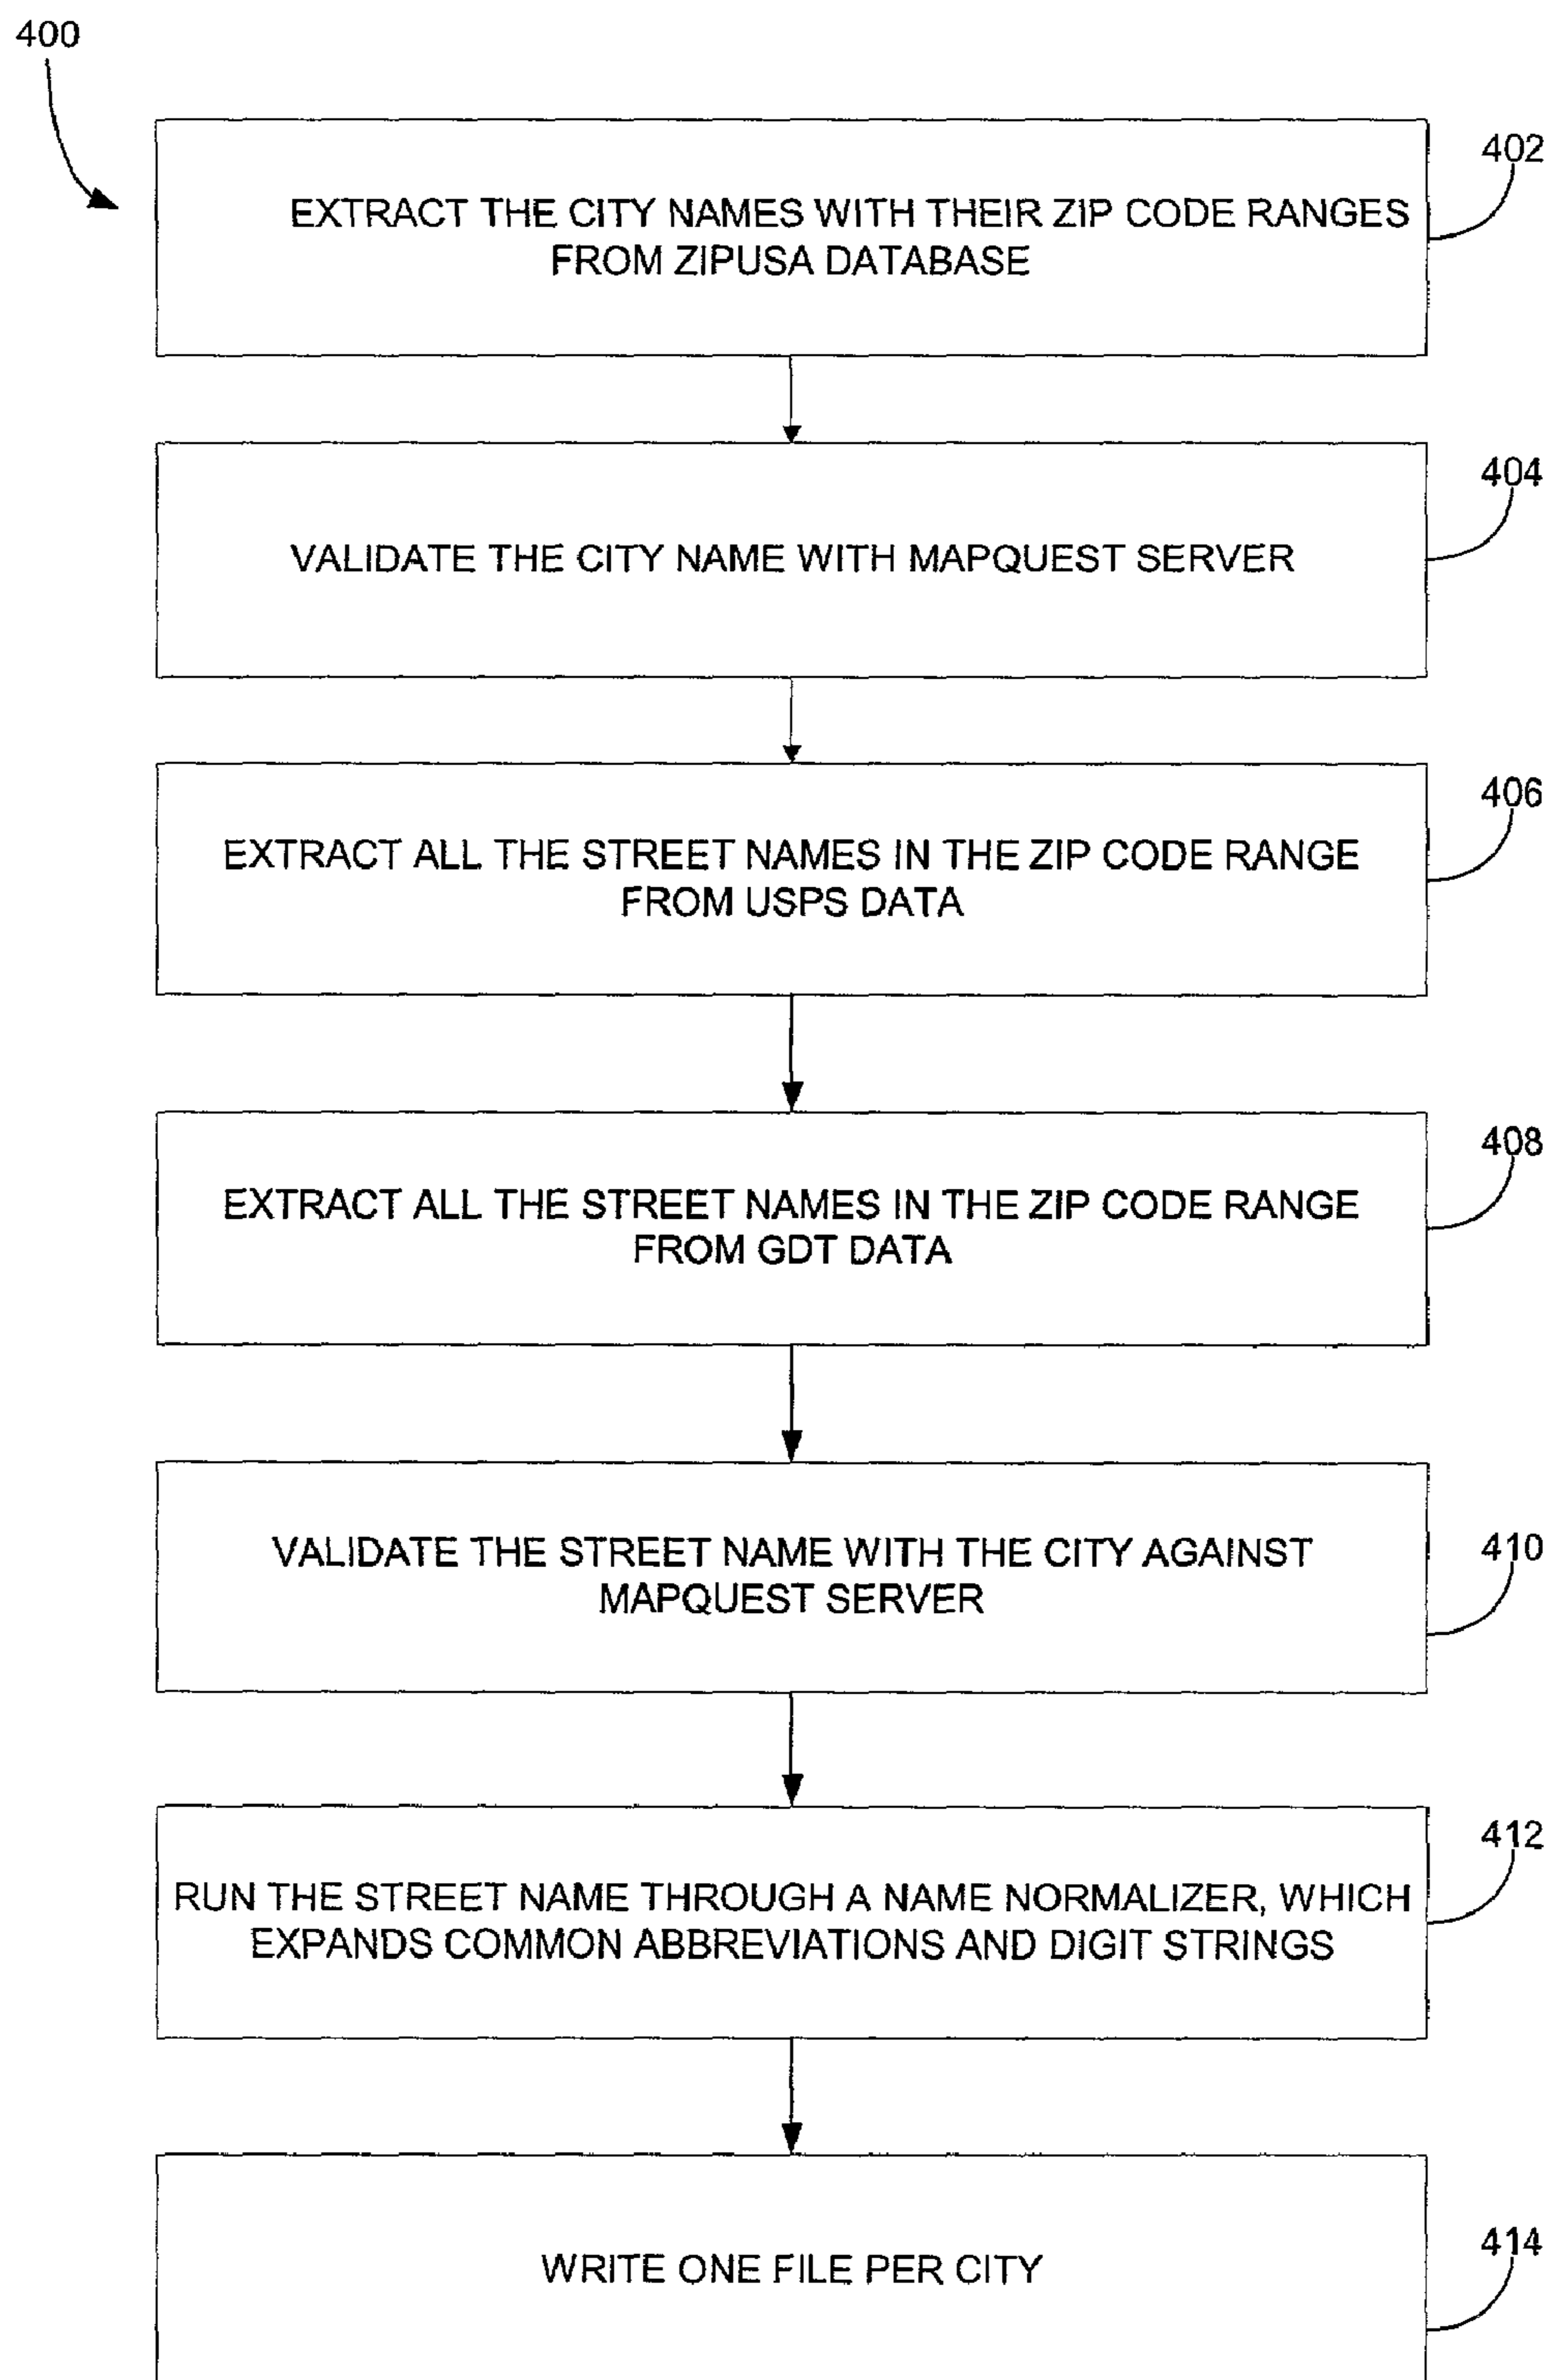 400
EXTRACT THE CITY NAMES WITH THEIR ZIP CODE RANGES
FROM ZIPUSA DATABASE
402
VALIDATE THE CITY NAME WITH MAPQUEST SERVER
404
EXTRACT ALL THE STREET NAMES IN THE ZIP CODE RANGE
FROM USPS DATA
406
EXTRACT ALL THE STREET NAMES IN THE ZIP CODE RANGE
FROM GDT DATA
408
VALIDATE THE STREET NAME WITH THE CITY AGAINST
MAPQUEST SERVER
410
RUN THE STREET NAME THROUGH A NAME NORMALIZER, WHICH
EXPANDS COMMON ABBREVIATIONS AND DIGIT STRINGS
412
WRITE ONE FILE PER CITY
414